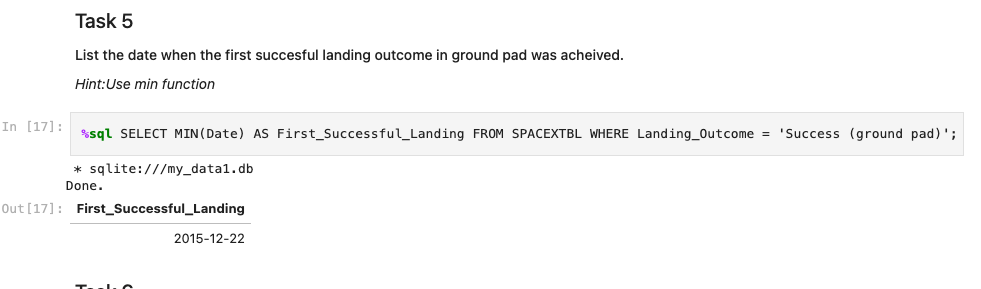 Task 5
List the date when the first succesful landing outcome in ground pad was acheived.
Hint:Use min function
In [17]: %sql SELECT MIN(Date) AS First_Successful_Landing FROM SPACEXTBL WHERE Landing_Outcome = 'Success (ground pad)';
* sqlite:///my_data1.db
Done.
Out[17]: First_Successful_Landing
2015-12-22